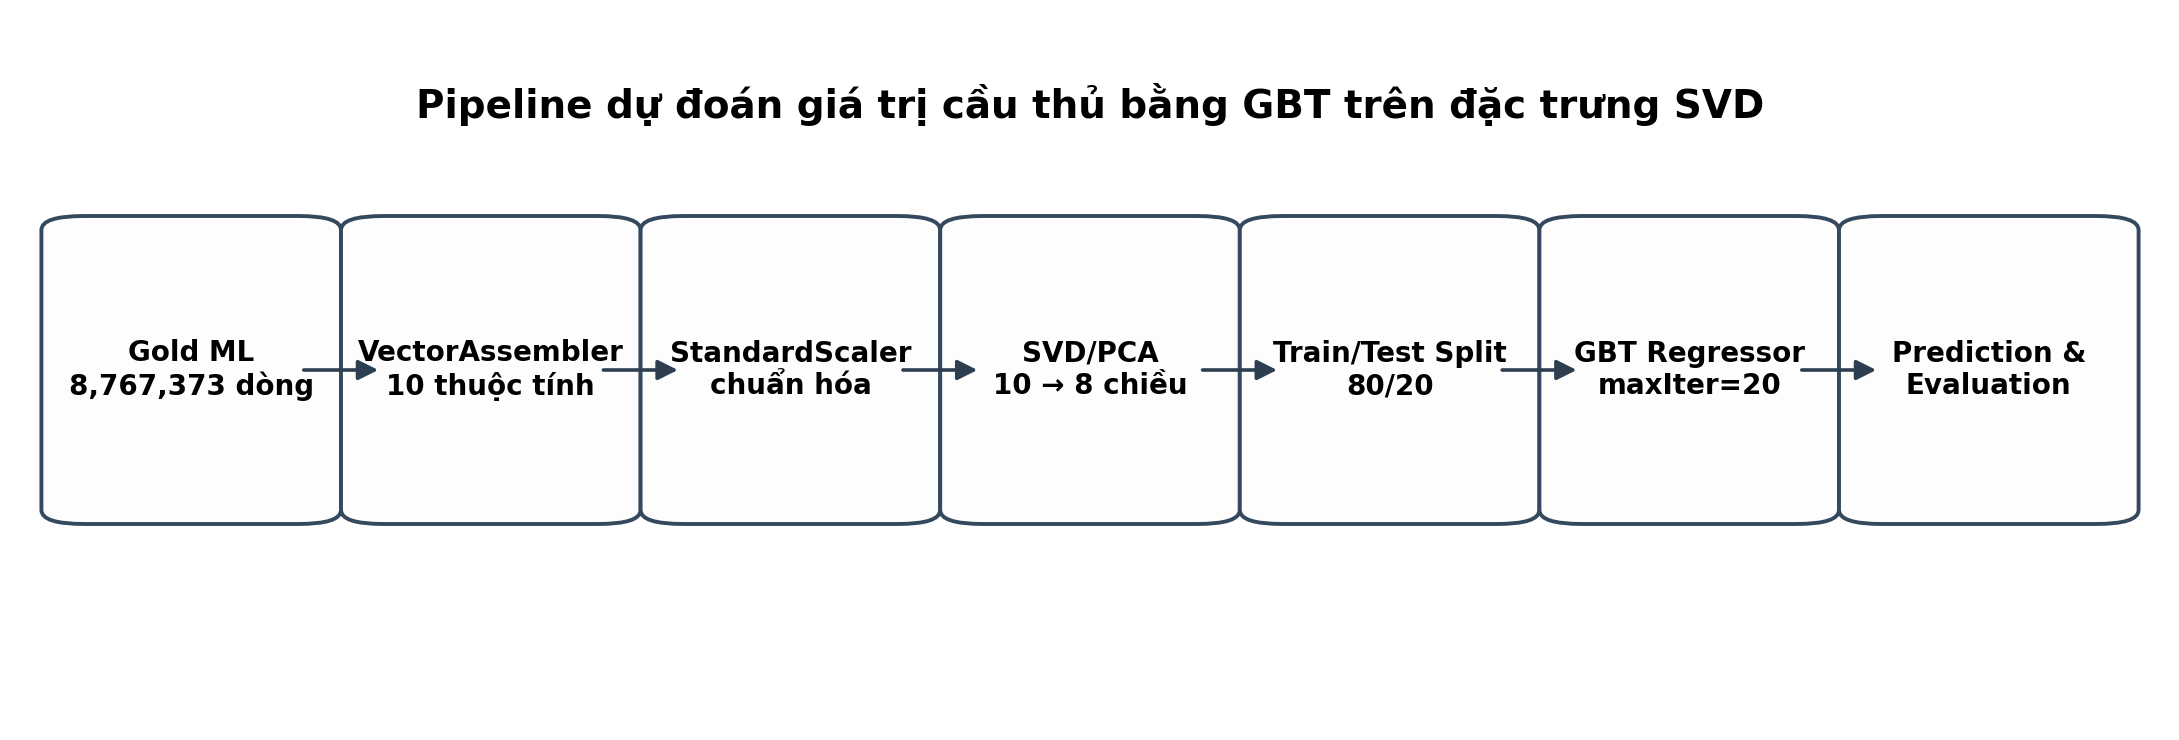 Pipeline dự đoán giá trị cầu thủ bằng GBT trên đặc trưng SVD
Gold ML
8,767,373 dòng
VectorAssembler
10 thuộc tính
StandardScaler
chuẩn hóa
SVD/PCA
10 → 8 chiều
Train/Test Split
80/20
GBT Regressor
maxIter=20
Prediction &
Evaluation